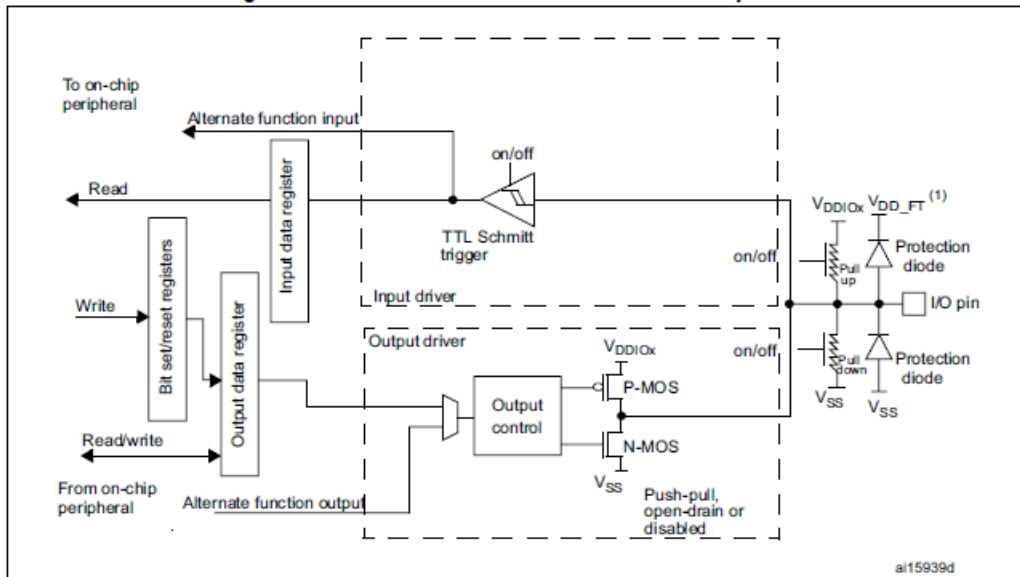 To on-chip
peripheral
Alternate function input
on/off
Read
Input data register
TTL Schmitt
trigger
Input driver
VDDIOx
VDD_FT (1)
on/off
Pull
up
Protection
diode
I/O pin
Bit set/reset registers
Write
Output data register
Output driver
VDDIOx
on/off
Pull
down
Protection
diode
VSS
VSS
P-MOS
Output
control
N-MOS
VSS
Read/write
From on-chip
peripheral
Alternate function output
Push-pull,
open-drain or
disabled
ai15939d